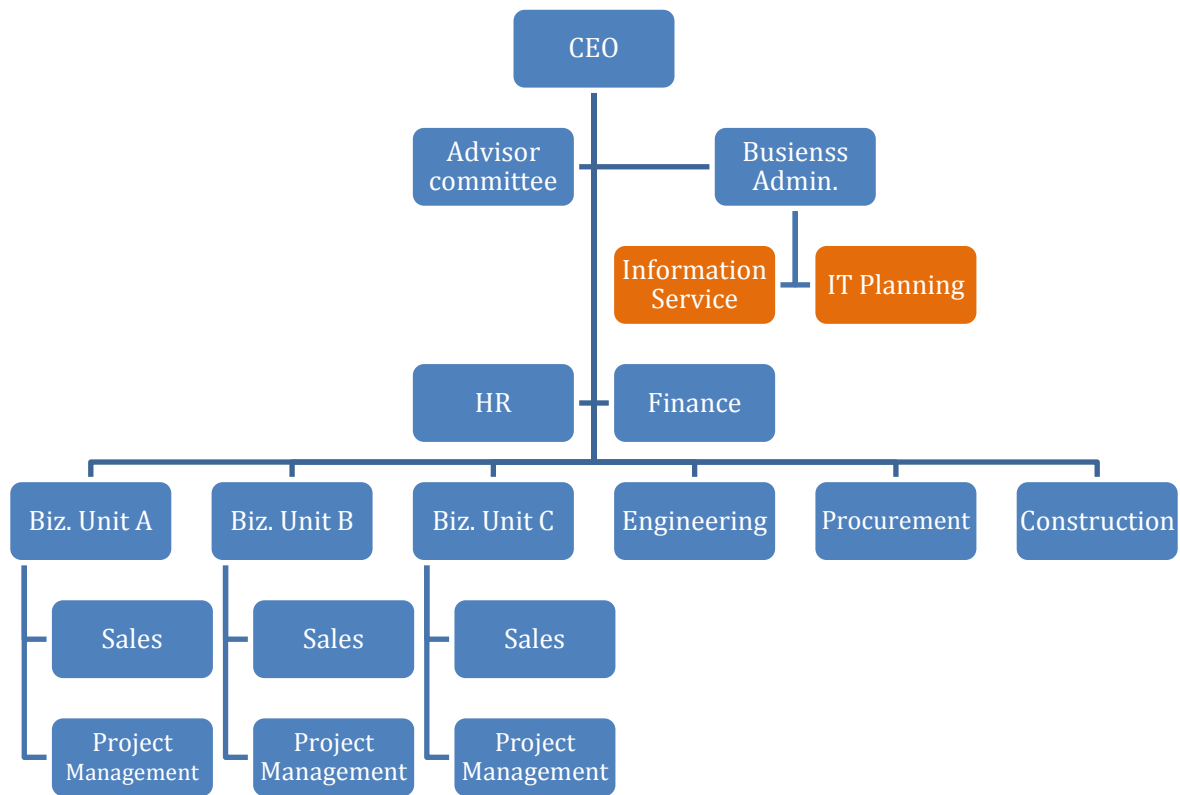 CEO
Advisor
committee
Busienss
Admin.
Information
Service
IT Planning
HR
Finance
Biz. Unit A
Biz. Unit B
Biz. Unit C
Engineering
Procurement
Construction
Sales
Sales
Sales
Project
Management
Project
Management
Project
Management